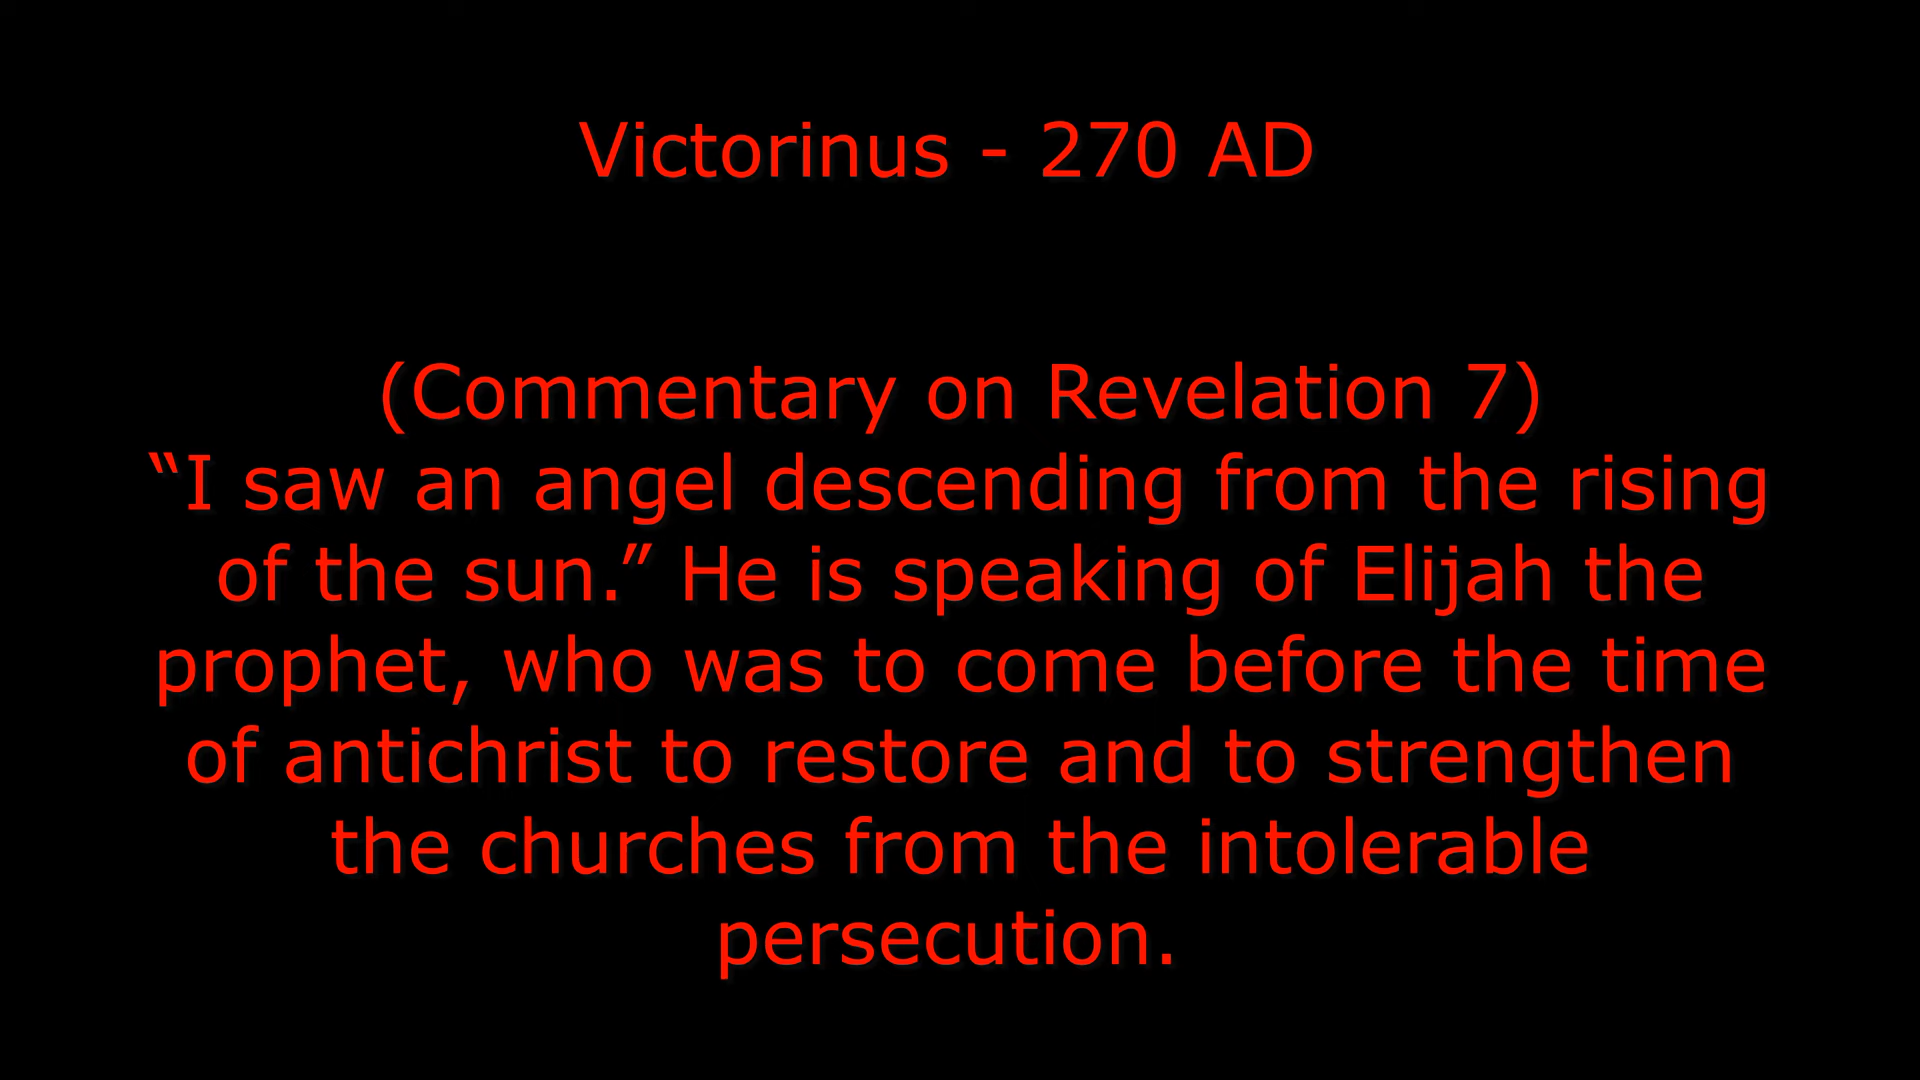 Victorinus - 270 AD
(Commentary on Revelation 7)
“I saw an angel descending from the rising
of the sun.” He is speaking of Elijah the
prophet, who was to come before the time
of antichrist to restore and to strengthen
the churches from the intolerable
persecution.